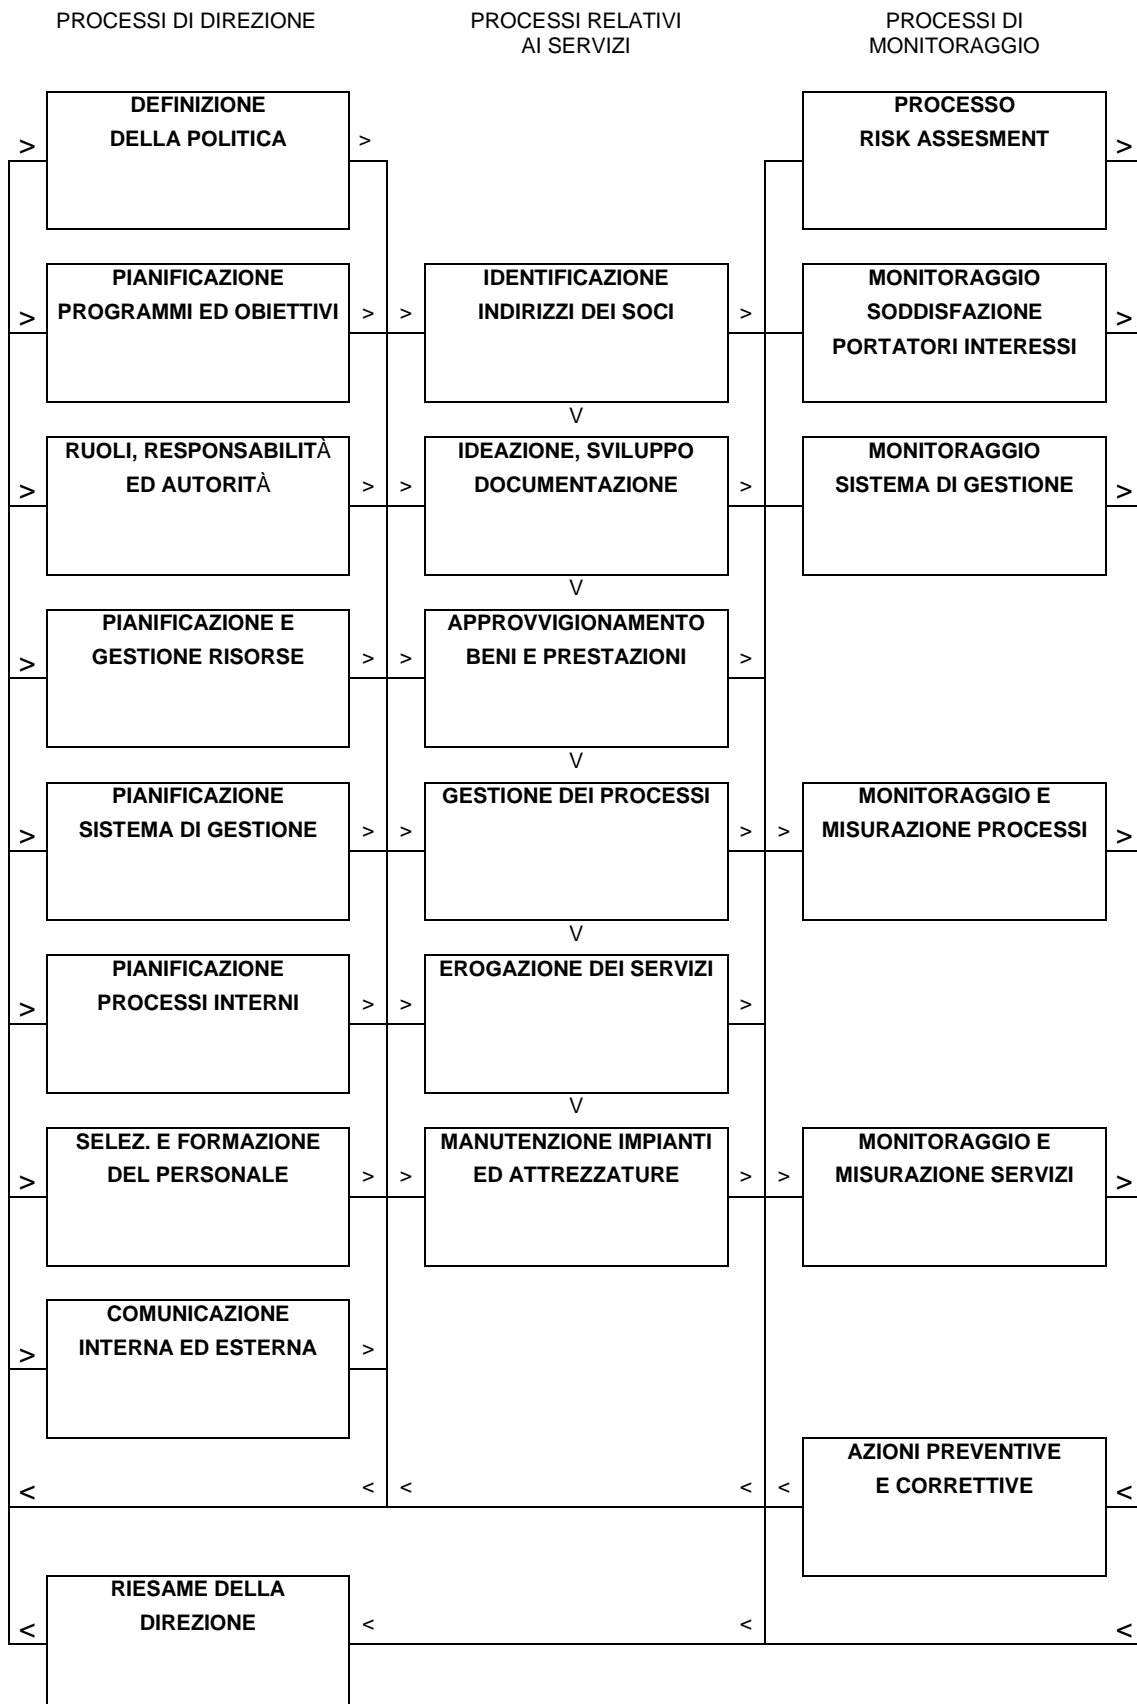 PROCESSI DI DIREZIONE
PROCESSI RELATIVI
AI SERVIZI
PROCESSI DI
MONITORAGGIO
DEFINIZIONE
DELLA POLITICA
> >
PROCESSO
RISK ASSESMENT
>
PIANIFICAZIONE
PROGRAMMI ED OBIETTIVI
> > >
IDENTIFICAZIONE
INDIRIZZI DEI SOCI
>
MONITORAGGIO
SODDISFAZIONE
PORTATORI INTERESSI
>
V
RUOLI, RESPONSABILITÀ
ED AUTORITÀ
> > >
IDEAZIONE, SVILUPPO
DOCUMENTAZIONE
>
MONITORAGGIO
SISTEMA DI GESTIONE
>
V
PIANIFICAZIONE E
GESTIONE RISORSE
> > >
APPROVVIGIONAMENTO
BENI E PRESTAZIONI
>
V
PIANIFICAZIONE
SISTEMA DI GESTIONE
> > >
GESTIONE DEI PROCESSI
> >
MONITORAGGIO E
MISURAZIONE PROCESSI
>
V
PIANIFICAZIONE
PROCESSI INTERNI
> > >
EROGAZIONE DEI SERVIZI
>
V
SELEZ. E FORMAZIONE
DEL PERSONALE
> > >
MANUTENZIONE IMPIANTI
ED ATTREZZATURE
> >
MONITORAGGIO E
MISURAZIONE SERVIZI
>
COMUNICAZIONE
INTERNA ED ESTERNA
> >
AZIONI PREVENTIVE
E CORRETTIVE
< < < < < <
RIESAME DELLA
DIREZIONE
< < < <